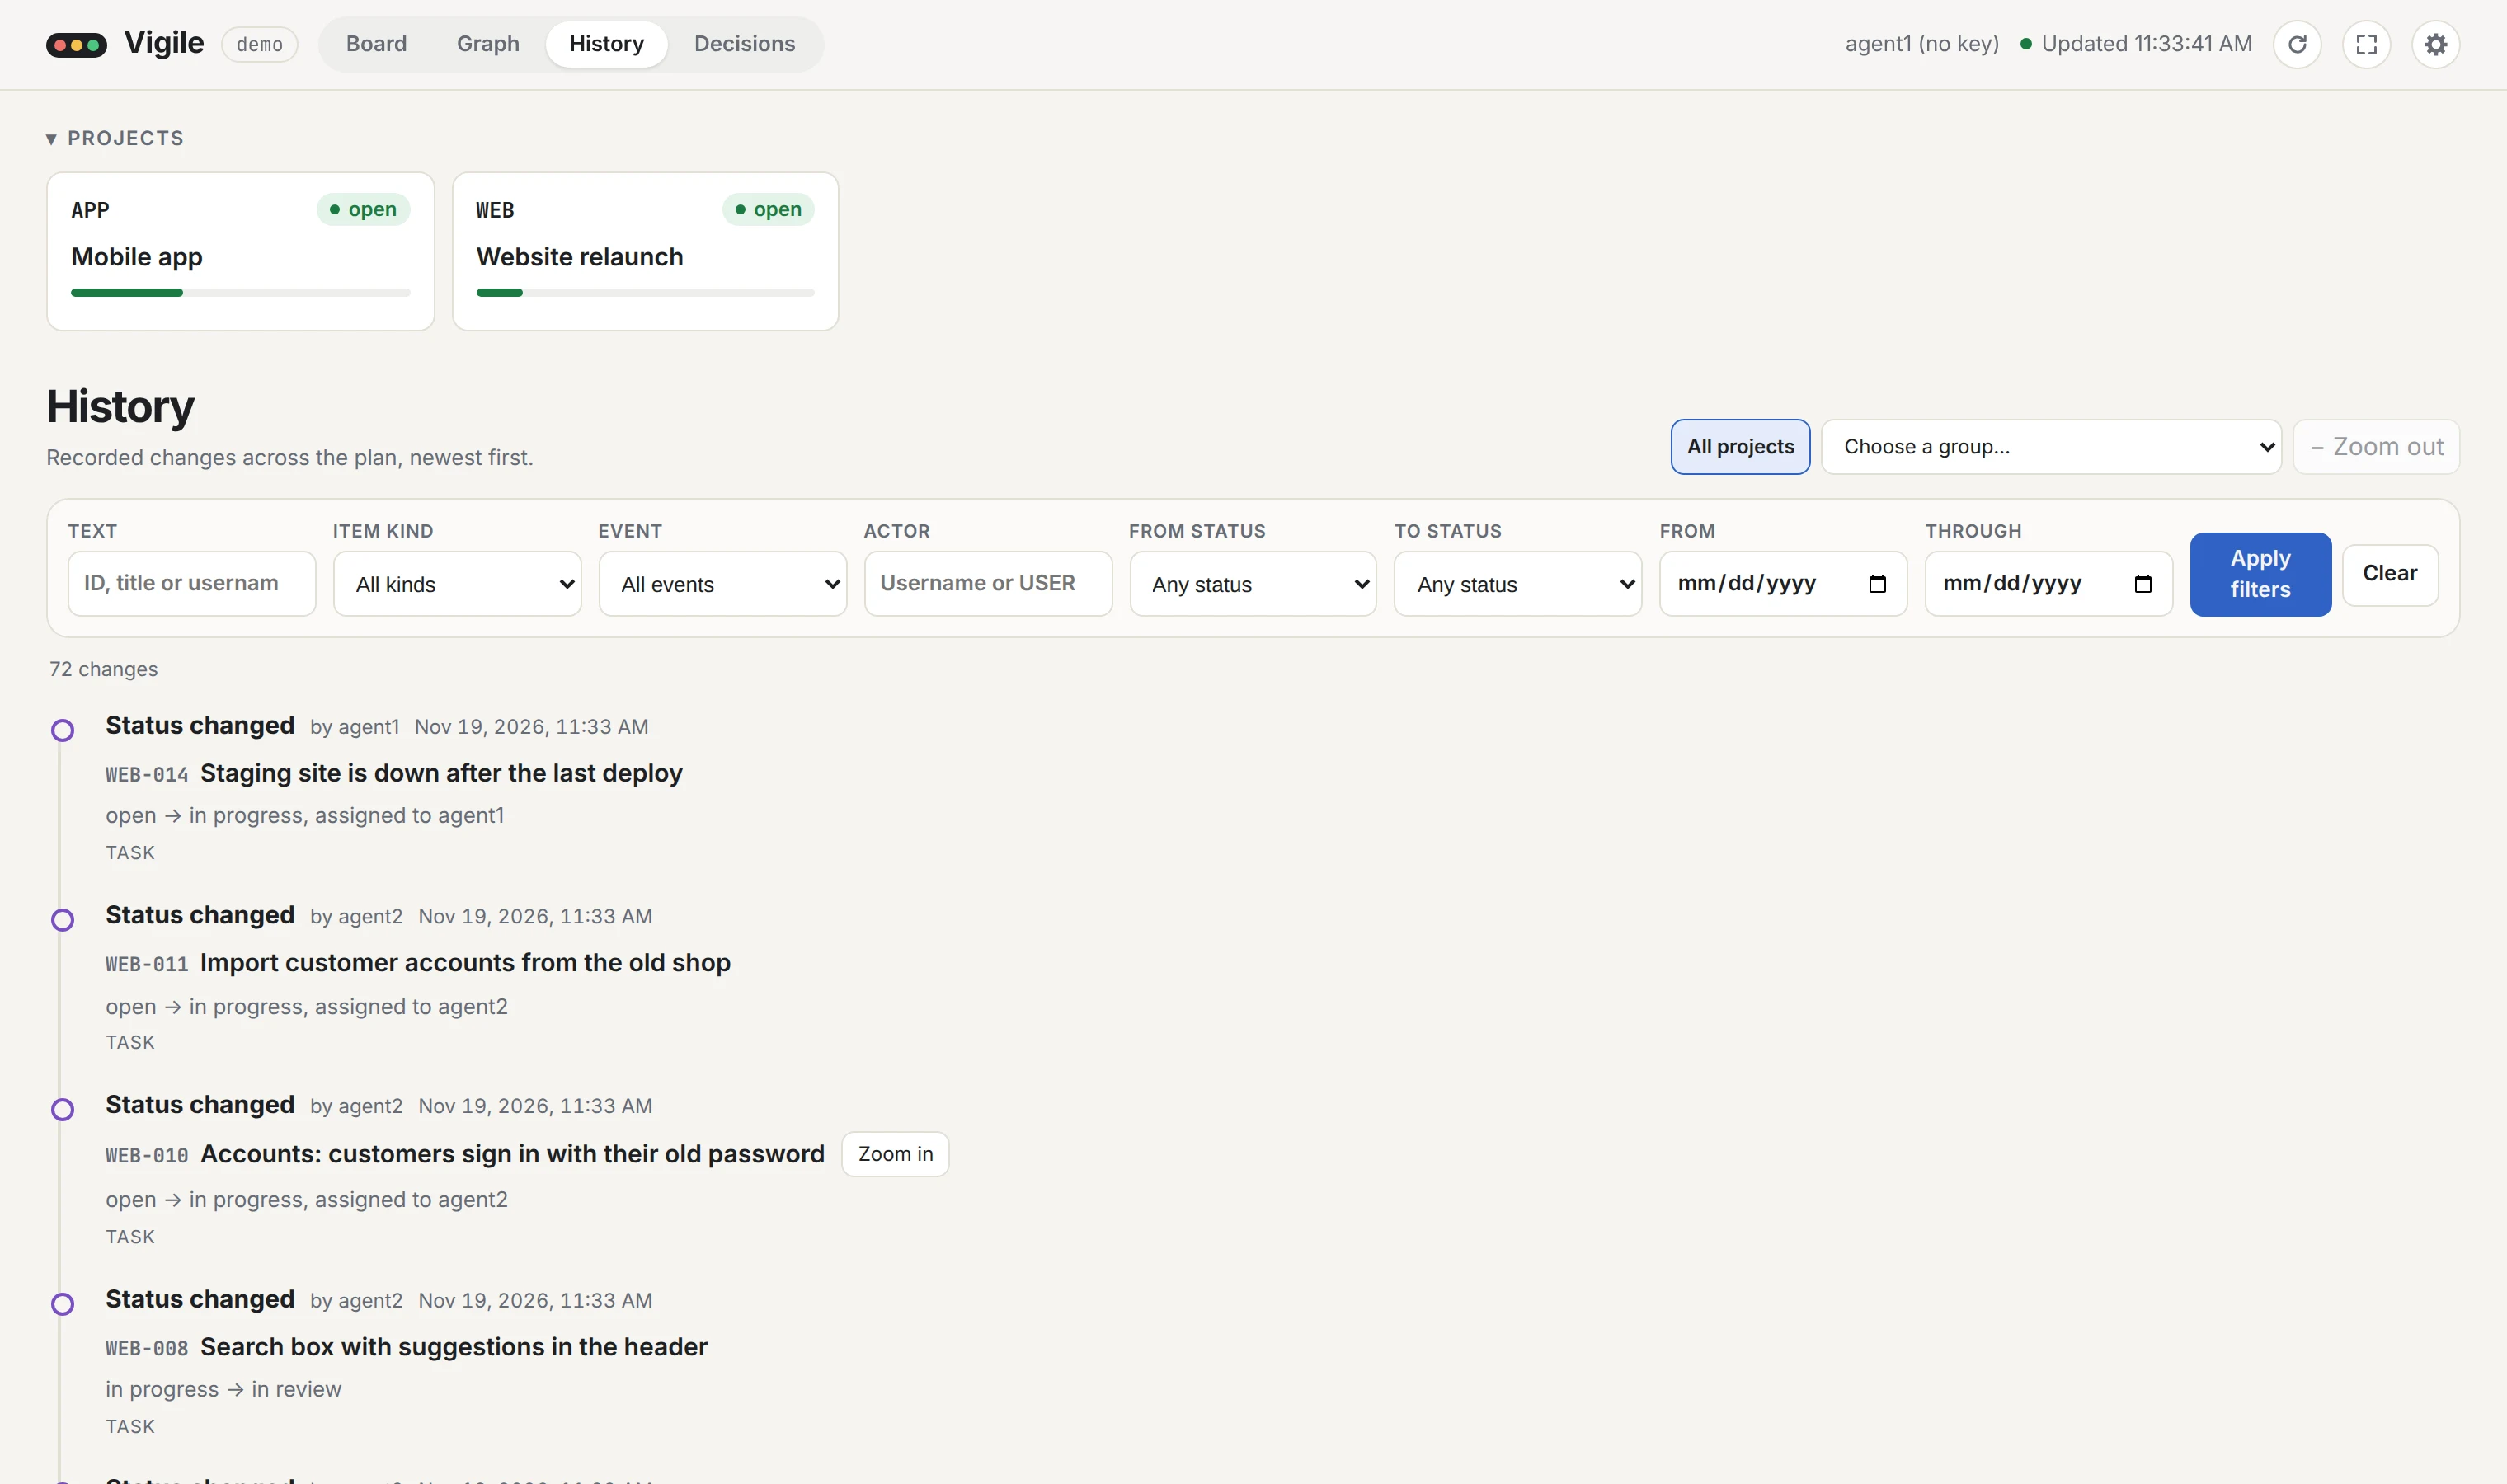 Vigile demo Board Graph History Decisions agent1 (no key) Updated 11:33:41 AM
▾ PROJECTS
APP open
Mobile app
WEB open
Website relaunch
History
Recorded changes across the plan, newest first.
All projects Choose a group... − Zoom out
TEXT ITEM KIND EVENT ACTOR FROM STATUS TO STATUS FROM THROUGH
ID, title or usernam All kinds All events Username or USER Any status Any status mm/dd/yyyy mm/dd/yyyy Apply filters Clear
72 changes
Status changed by agent1 Nov 19, 2026, 11:33 AM
WEB-014 Staging site is down after the last deploy
open → in progress, assigned to agent1
TASK
Status changed by agent2 Nov 19, 2026, 11:33 AM
WEB-011 Import customer accounts from the old shop
open → in progress, assigned to agent2
TASK
Status changed by agent2 Nov 19, 2026, 11:33 AM
WEB-010 Accounts: customers sign in with their old password Zoom in
open → in progress, assigned to agent2
TASK
Status changed by agent2 Nov 19, 2026, 11:33 AM
WEB-008 Search box with suggestions in the header
in progress → in review
TASK